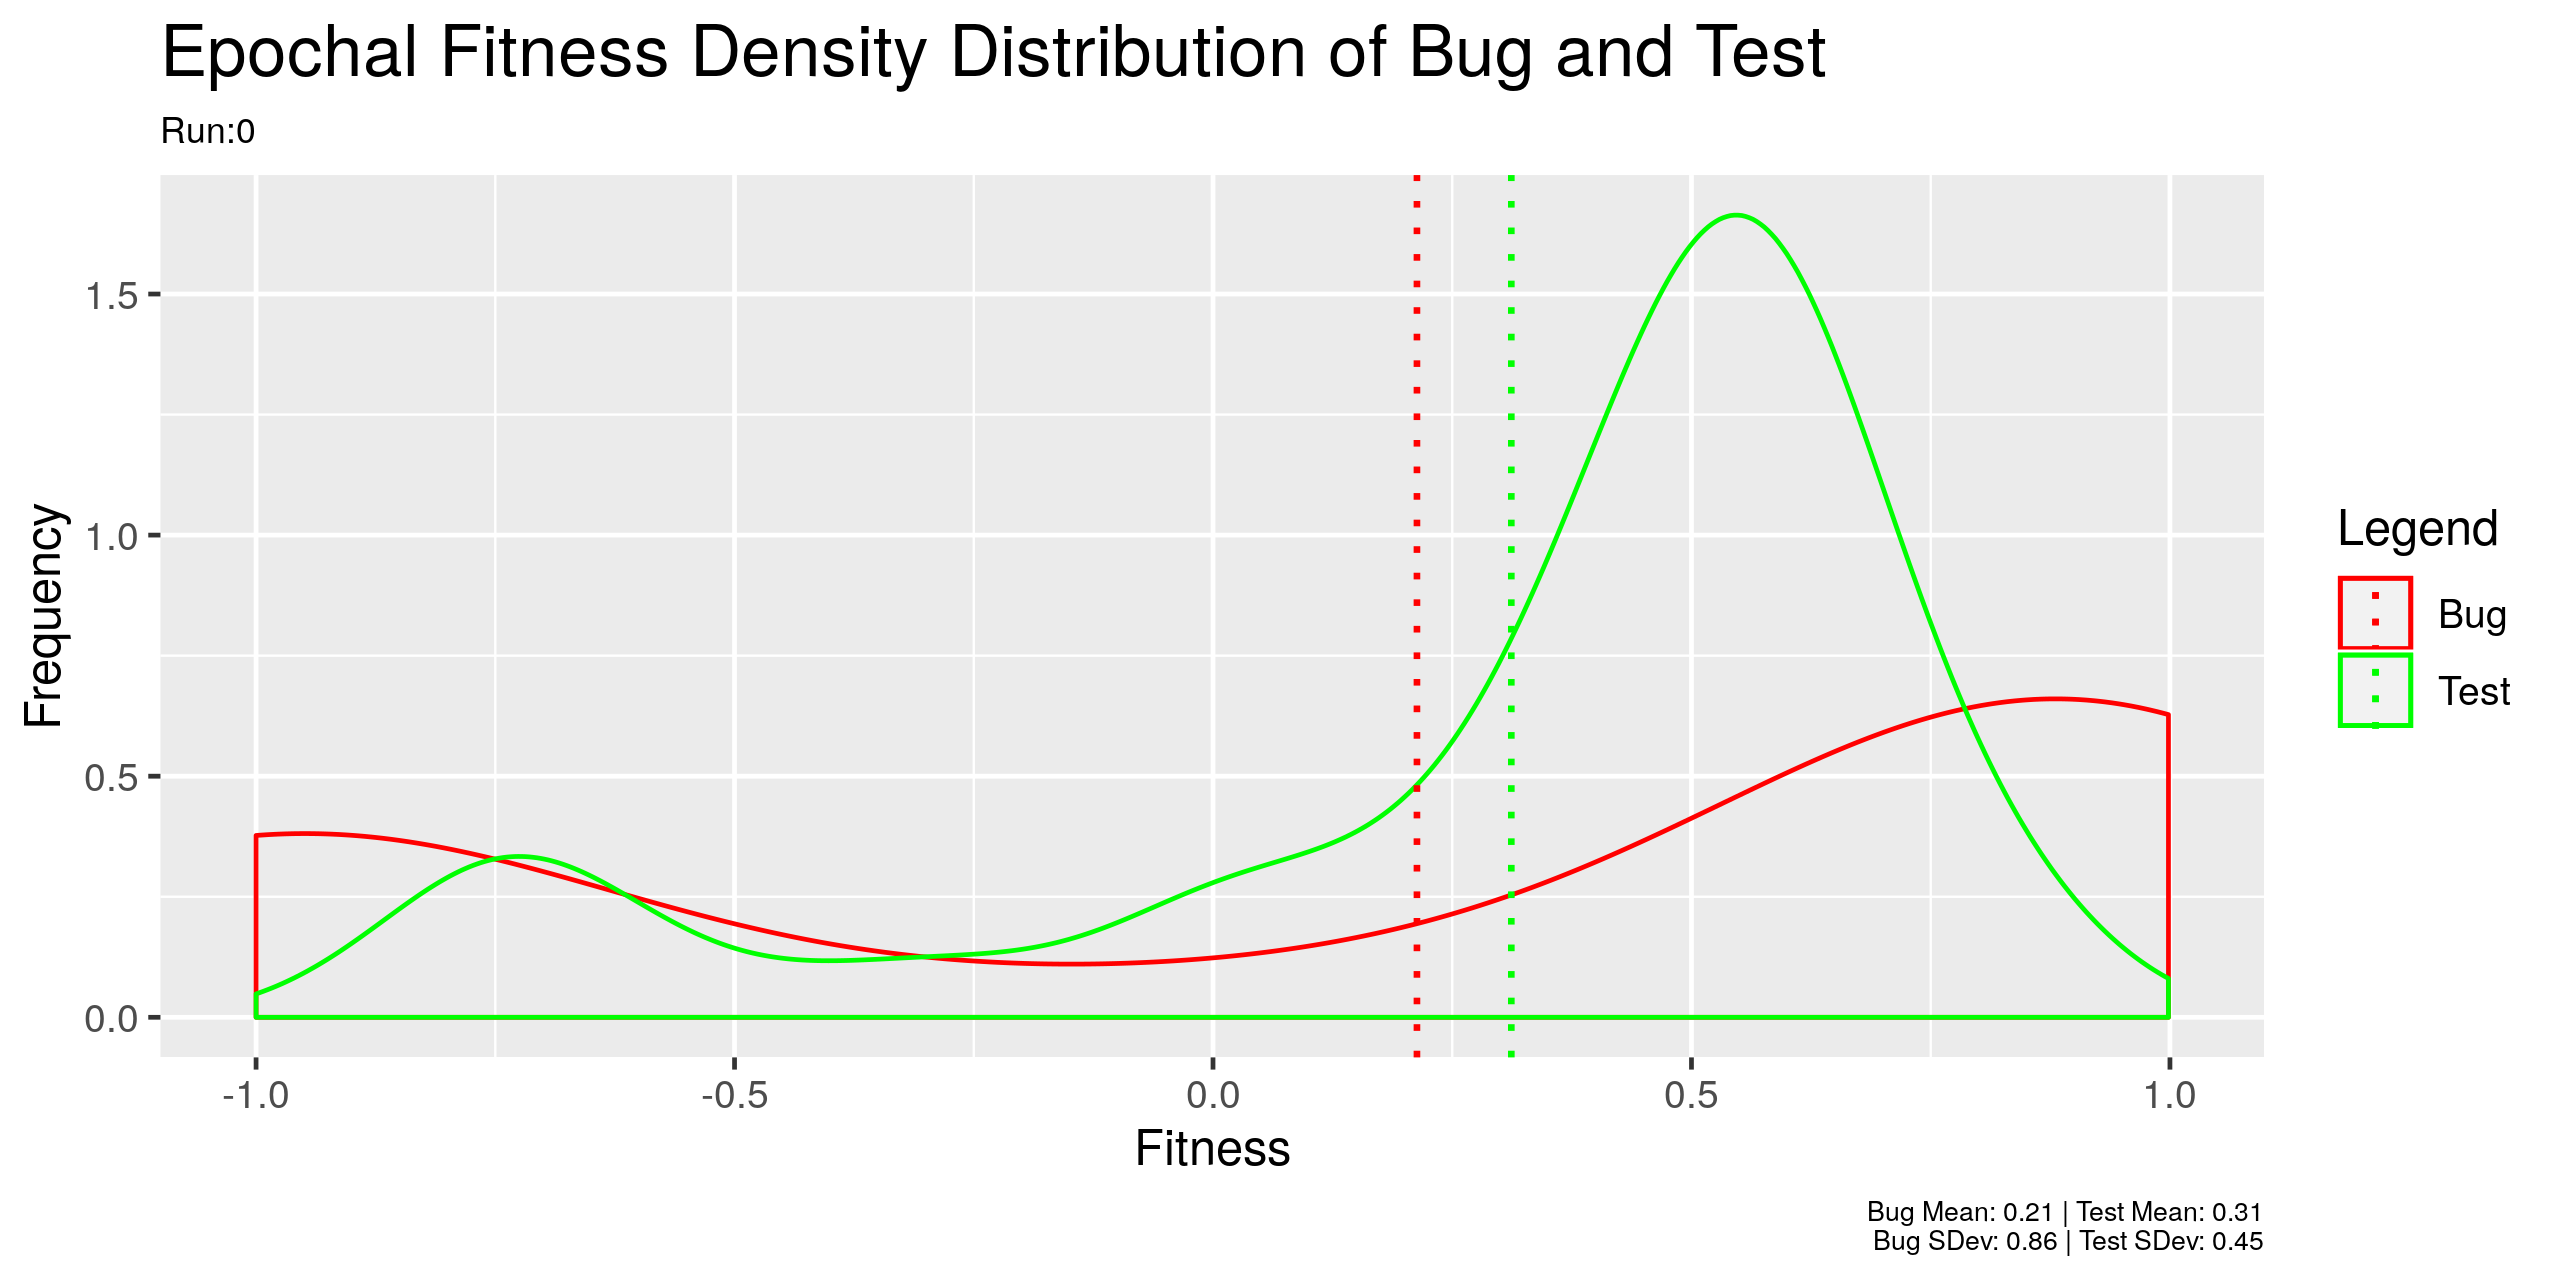 Epochal Fitness Density Distribution of Bug and Test
Run:0
Frequency
1.5
1.0
0.5
0.0
-1.0 -0.5 0.0 0.5 1.0
Fitness
Legend
Bug
Test
Bug Mean: 0.21 | Test Mean: 0.31
Bug SDev: 0.86 | Test SDev: 0.45